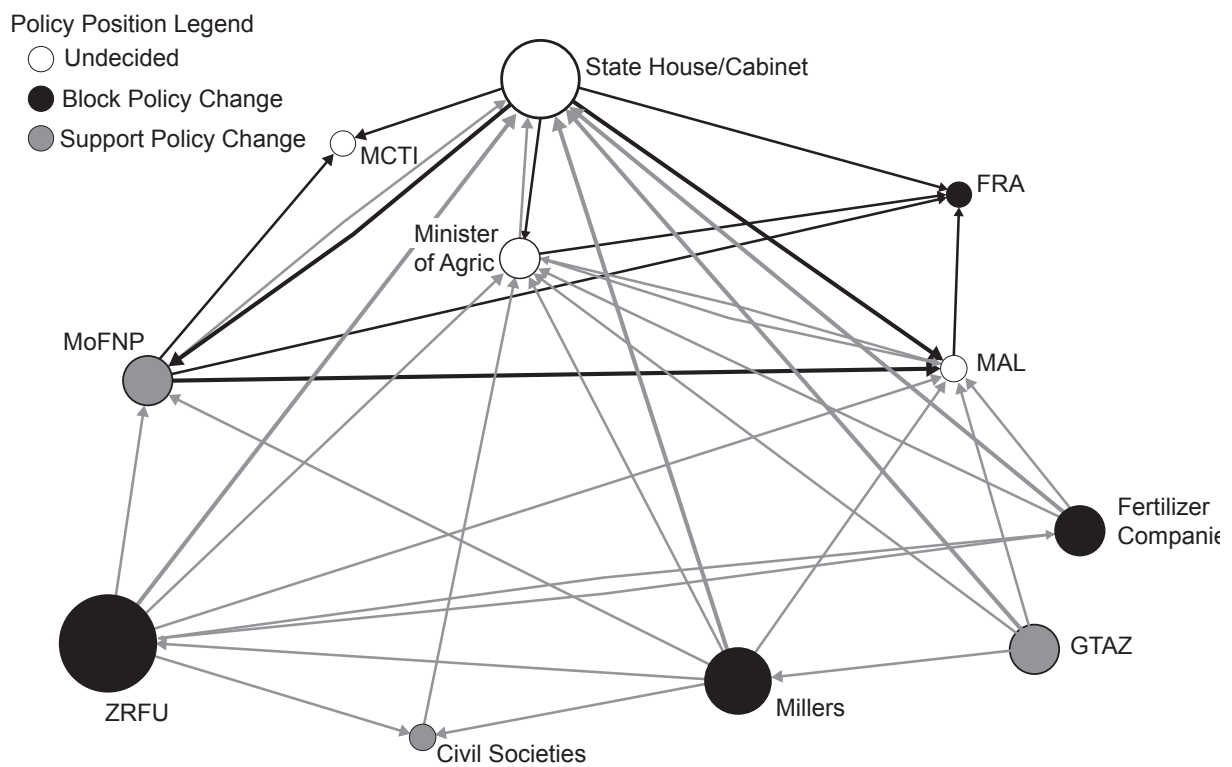 Policy Position Legend
Undecided
Block Policy Change
Support Policy Change
State House/Cabinet
MCTI
FRA
Minister
of Agric
MoFNP
MAL
Fertilizer
Companie
GTAZ
ZRFU
Millers
Civil Societies